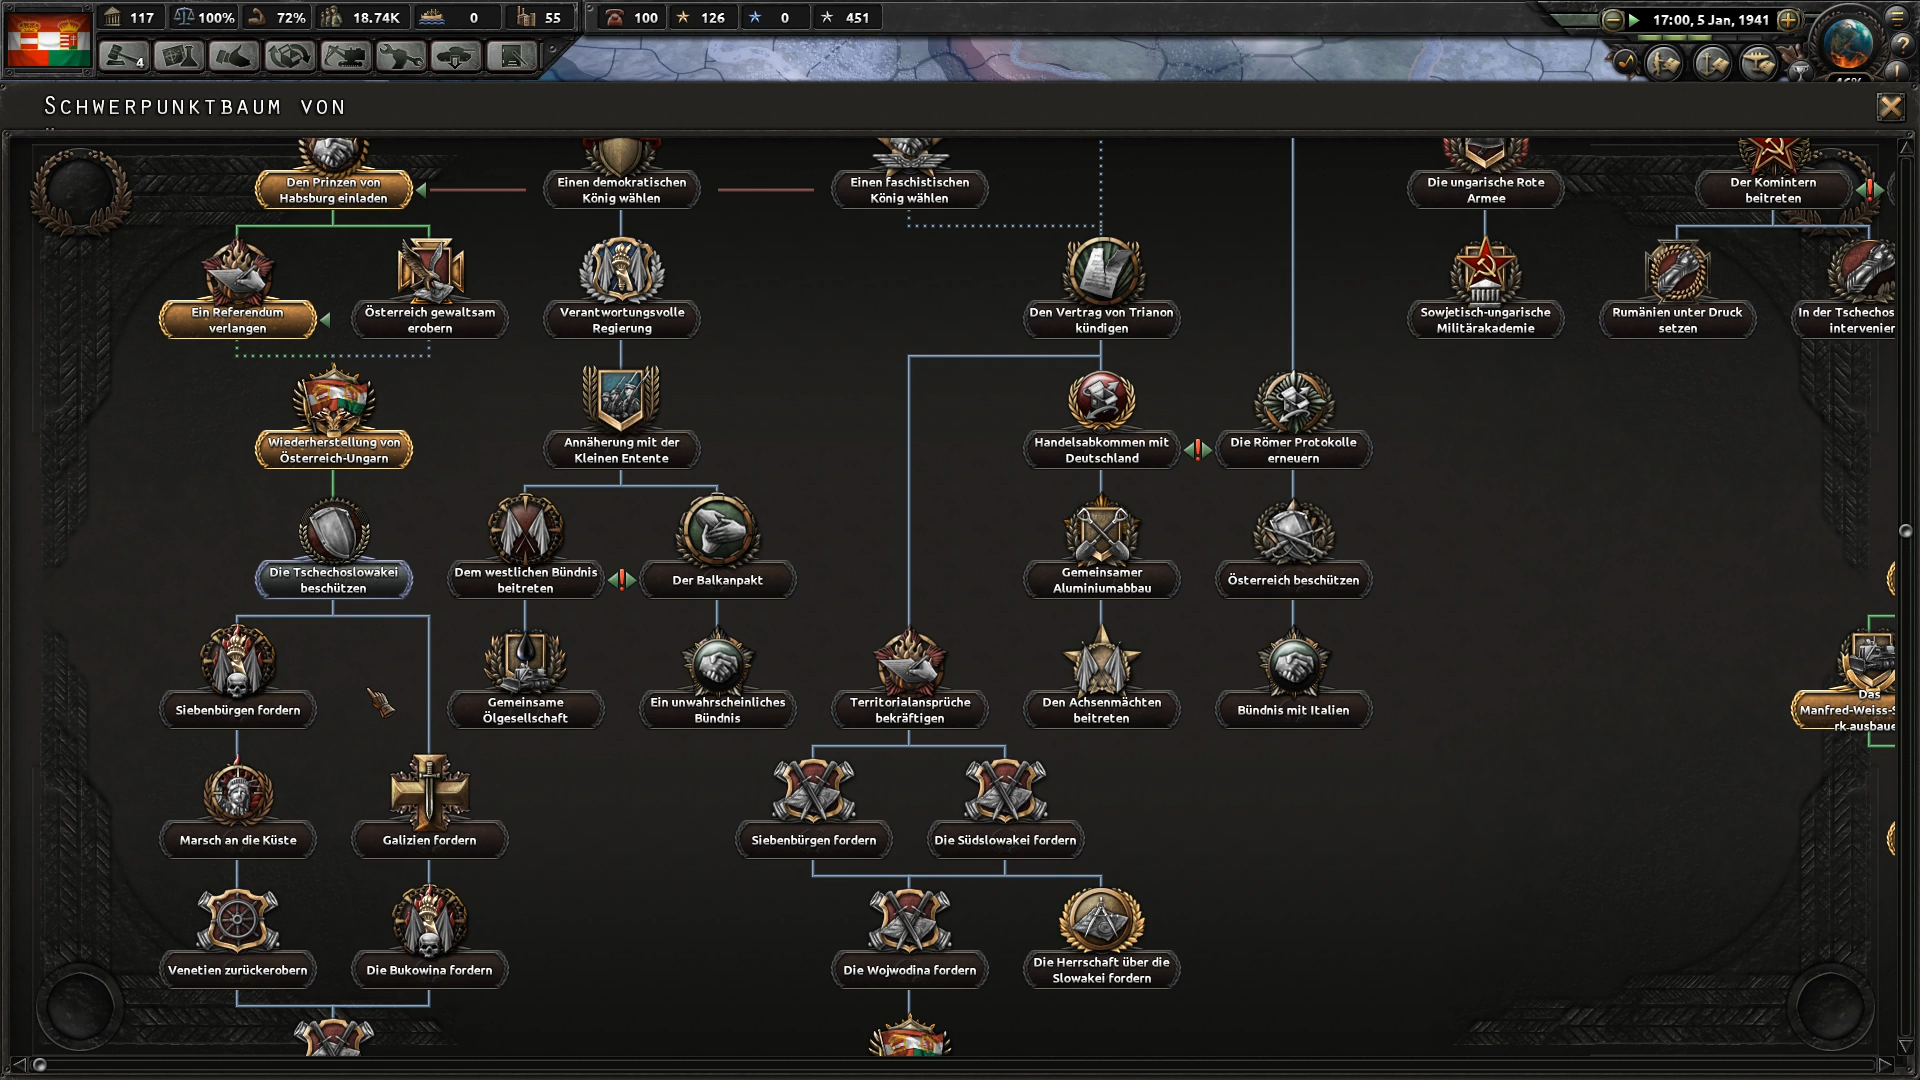 117
100%
72%
18.74K
0
55
100
126
0
451
17:00, 5 Jan, 1941
4
SCHWERPUNKTBAUM VON
Den Prinzen von
Habsburg einladen
Einen demokratischen
König wählen
Einen faschistischen
König wählen
Die ungarische Rote
Armee
Der Komintern
beitreten
Ein Referendum
verlangen
Österreich gewaltsam
erobern
Verantwortungsvolle
Regierung
Den Vertrag von Trianon
kündigen
Sowjetisch-ungarische
Militärakademie
Rumänien unter Druck
setzen
In der Tschechos
intervenier
Wiederherstellung von
Österreich-Ungarn
Annäherung mit der
Kleinen Entente
Handelsabkommen mit
Deutschland
Die Römer Protokolle
erneuern
Die Tschechoslowakei
beschützen
Dem westlichen Bündnis
beitreten
Der Balkanpakt
Gemeinsamer
Aluminiumabbau
Österreich beschützen
Siebenbürgen fordern
Gemeinsame
Ölgesellschaft
Ein unwahrscheinliches
Bündnis
Territorialansprüche
bekräftigen
Den Achsenmächten
beitreten
Bündnis mit Italien
Das
Manfred-Weiss-S
rk ausbaue
Marsch an die Küste
Galizien fordern
Siebenbürgen fordern
Die Südslowakei fordern
Venetien zurückerobern
Die Bukowina fordern
Die Wojwodina fordern
Die Herrschaft über die
Slowakei fordern